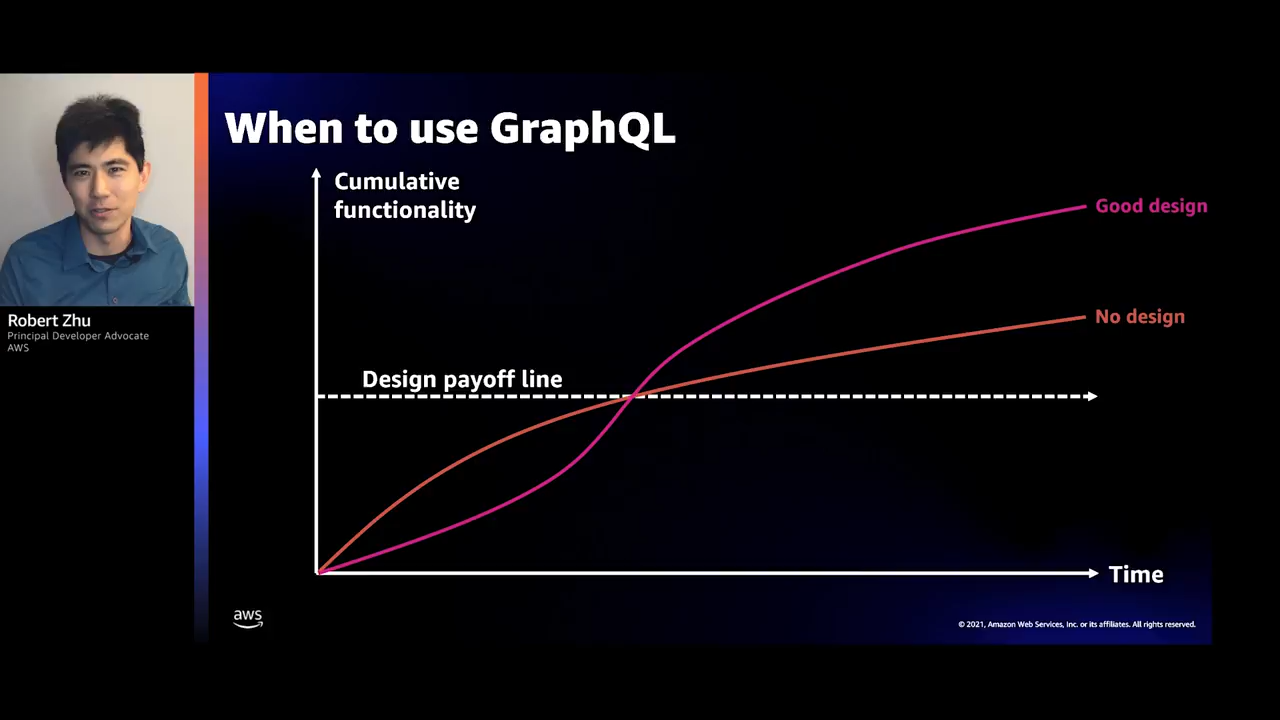 When to use GraphQL
Cumulative
functionality
Good design
No design
Design payoff line
Time
Robert Zhu
Principal Developer Advocate
AWS
aws
© 2021, Amazon Web Services, Inc. or its affiliates. All rights reserved.